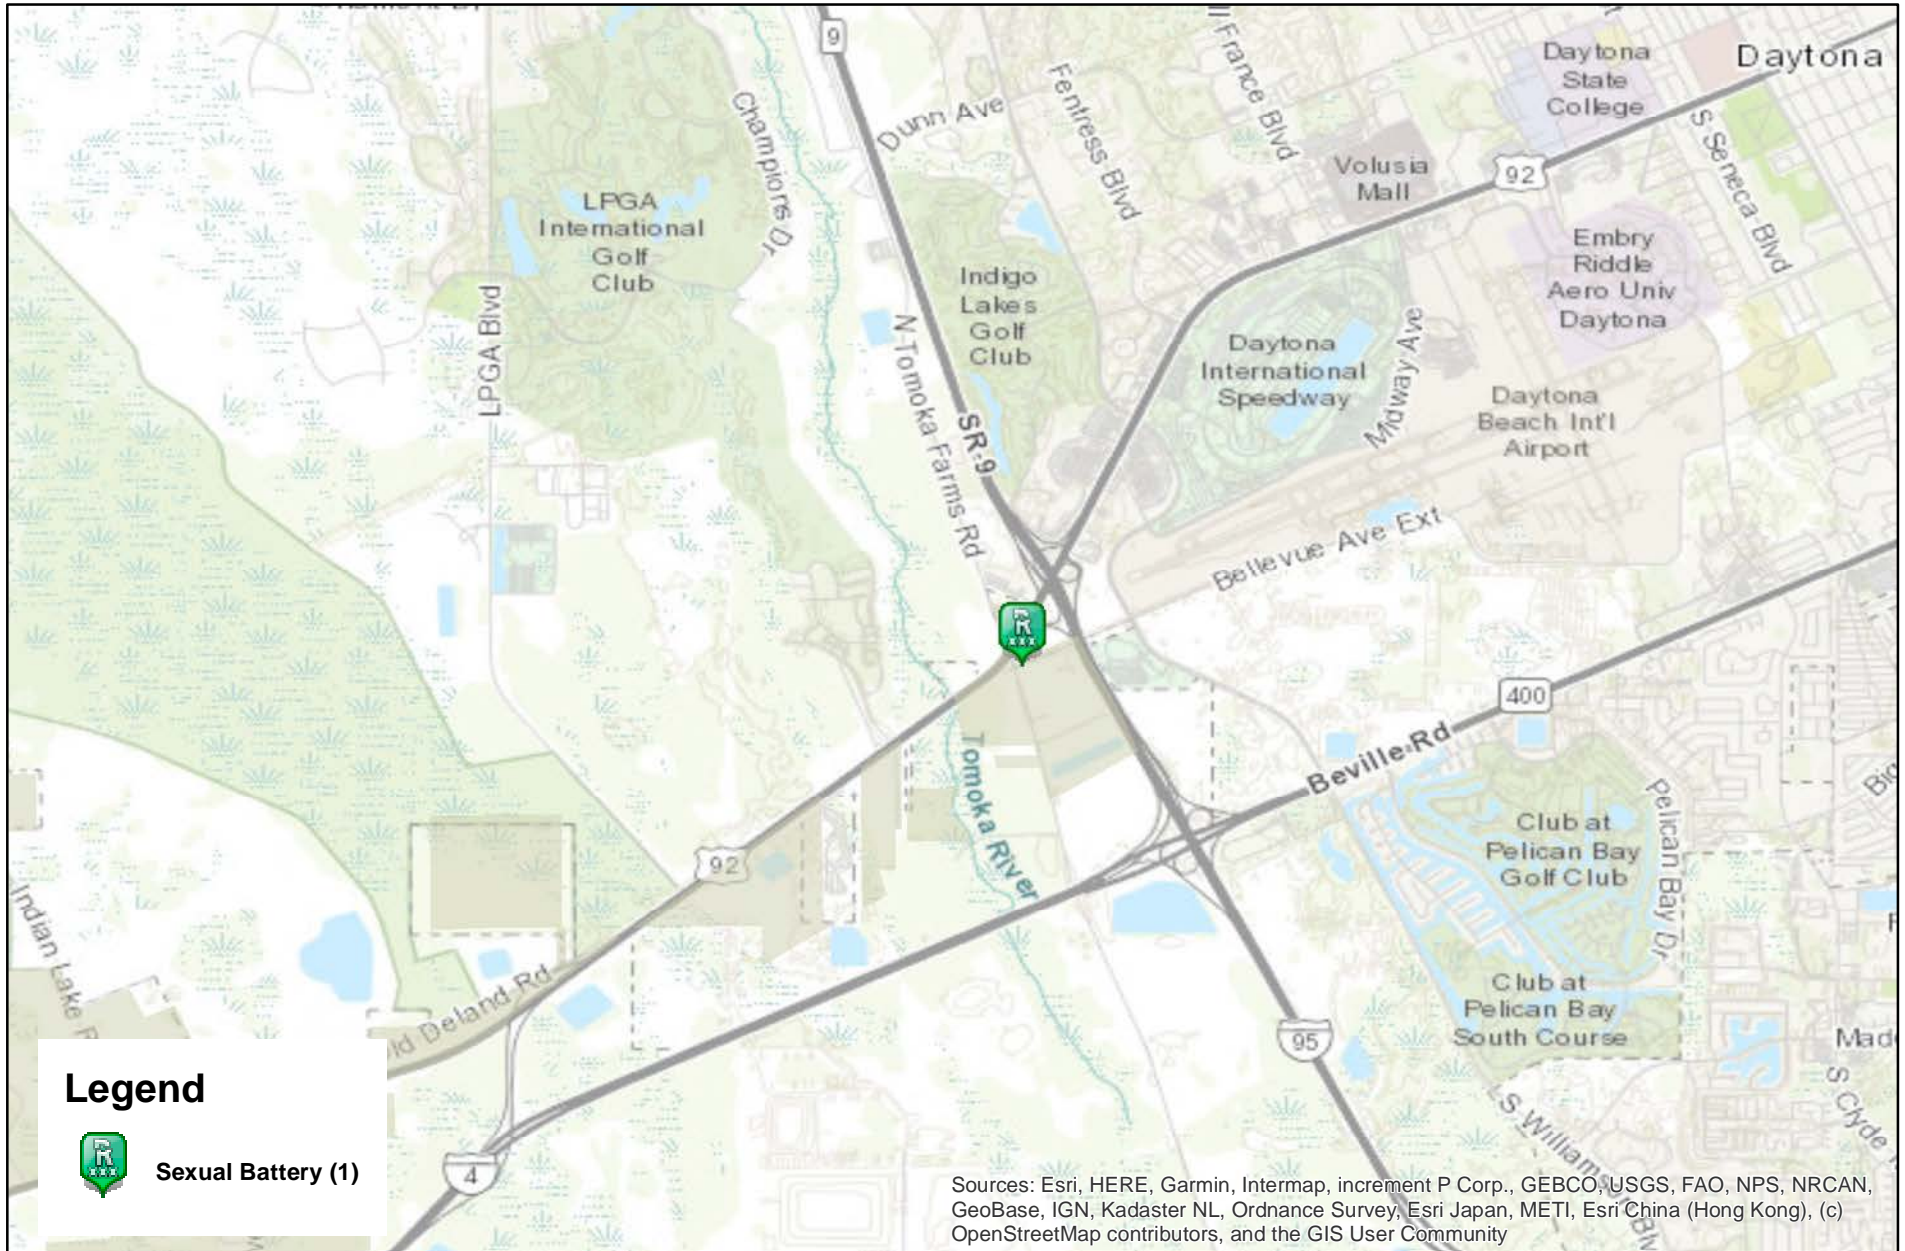 9
Dunn Ave
Fentress Blvd
ll France Blvd
Daytona
State
College
Daytona
S Seneca Blvd
Volusia
Mall
92
Champions Dr
LPGA
International
Golf
Club
LPGA Blvd
Indigo
Lakes
Golf
Club
N Tomoka Farms Rd
SR 9
Embry
Riddle
Aero Univ
Daytona
Daytona
International
Speedway
Midway Ave
Daytona
Beach Int'l
Airport
Bellevue Ave Ext
R
XXX
400
Beville Rd
Tomoka River
92
Club at
Pelican Bay
Golf Club
Pelican Bay Dr
Club at
Pelican Bay
South Course
95
Indian Lake R
ld Deland Rd
4
S Williamson Blv
S Clyde
Legend
R
XXX
Sexual Battery (1)
Sources: Esri, HERE, Garmin, Intermap, increment P Corp., GEBCO, USGS, FAO, NPS, NRCAN,
GeoBase, IGN, Kadaster NL, Ordnance Survey, Esri Japan, METI, Esri China (Hong Kong), (c)
OpenStreetMap contributors, and the GIS User Community